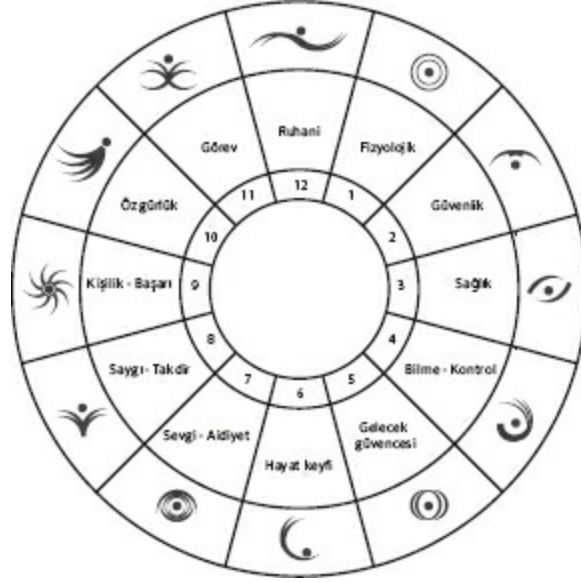 Ruhani
12
Fizyolojik
1
Güvenlik
2
Sağlık
3
Bilme - Kontrol
4
Gelecek
güvencesi
5
Hayat keyfi
6
Sevgi - Aidiyet
7
Saygı - Takdir
8
Kişilik - Başarı
9
Özgürlük
10
Görev
11